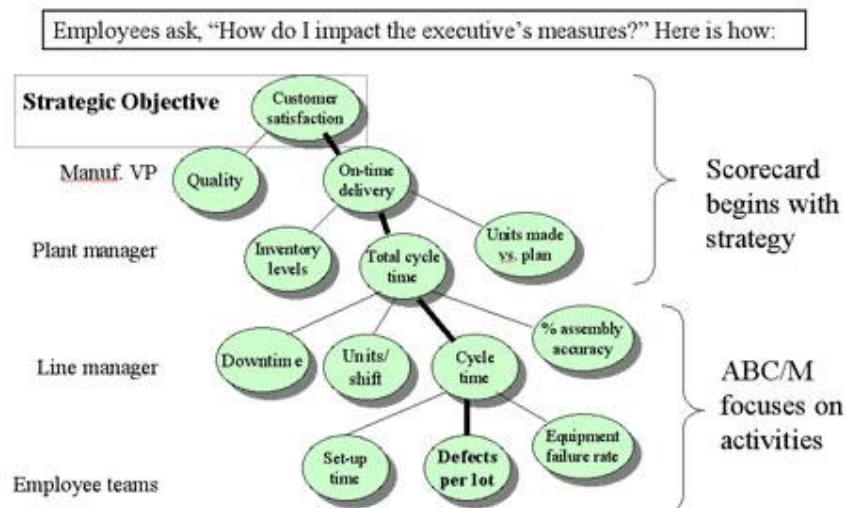 Employees ask, “How do I impact the executive’s measures?” Here is how:
Strategic Objective
Customer
satisfaction
Manuf. VP
Quality
On-time
delivery
Scorecard
begins with
strategy
Plant manager
Inventory
levels
Total cycle
time
Units made
vs. plan
Line manager
Downtime
Units/
shift
Cycle
time
% assembly
accuracy
ABC/M
focuses on
activities
Employee teams
Set-up
time
Defects
per lot
Equipment
failure rate